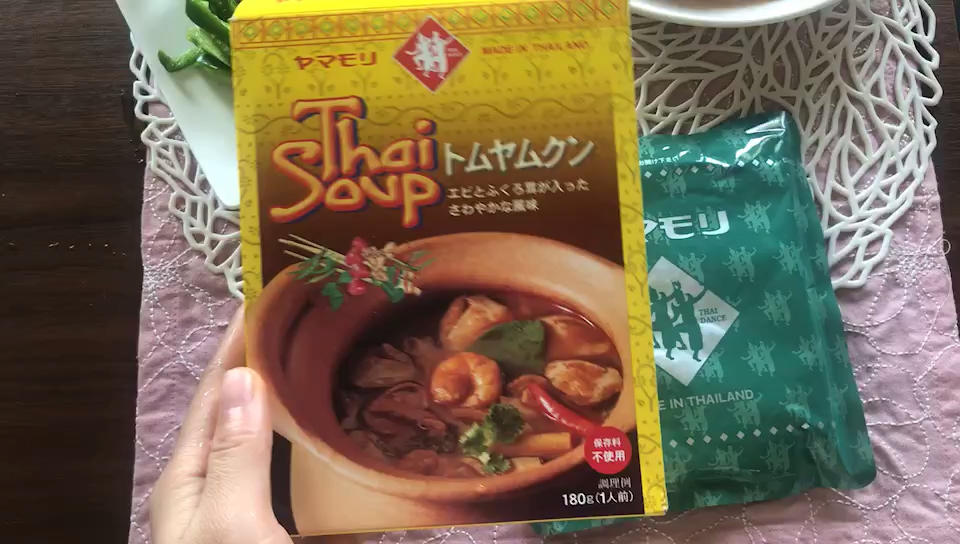 ヤマモリ
MADE IN THAILAND
Thai
Soup
トムヤムクン
エビとふくろ茸が入った
さわやかな風味
保存料
不使用
調理例
180g(1人前)
マモリ
THAI
DANCE
E IN THAILAND